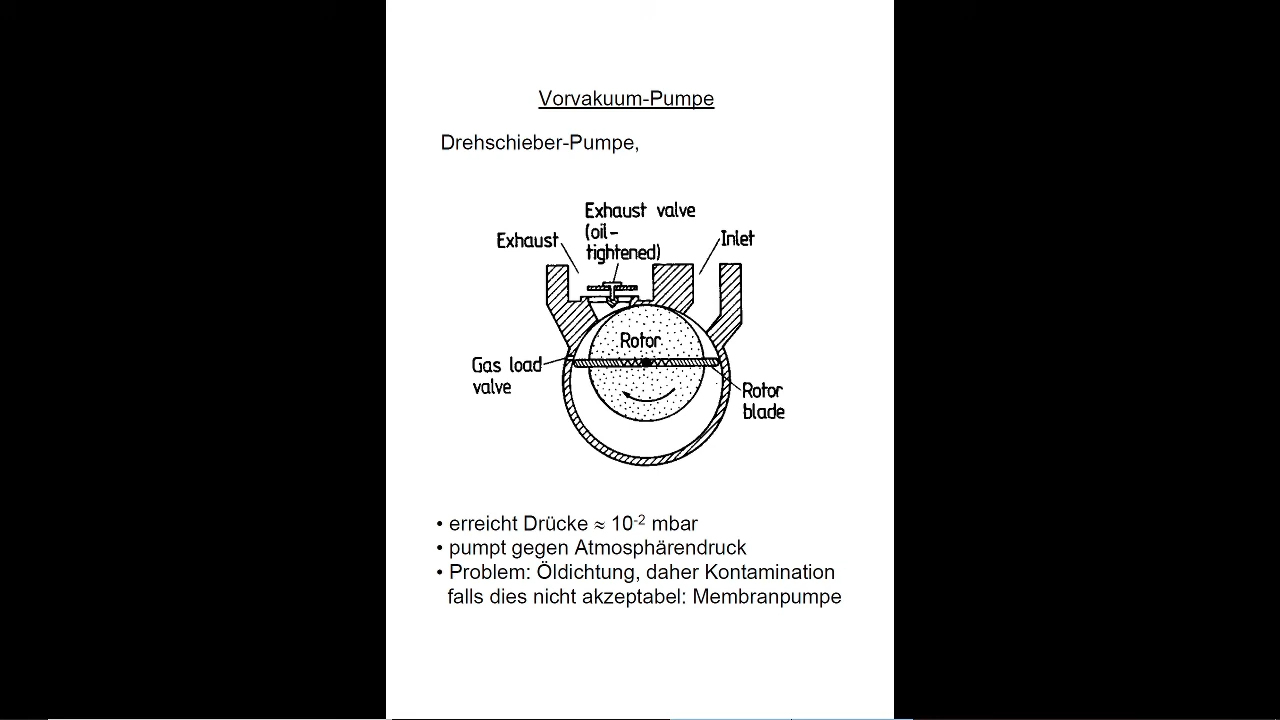 Vorvakuum-Pumpe
Drehschieber-Pumpe,
Exhaust valve
(oil-
tightened)
Exhaust
Inlet
Rotor
Gas load
valve
Rotor
blade
• erreicht Drücke ≈ 10⁻² mbar
• pumpt gegen Atmosphärendruck
• Problem: Öldichtung, daher Kontamination
falls dies nicht akzeptabel: Membranpumpe